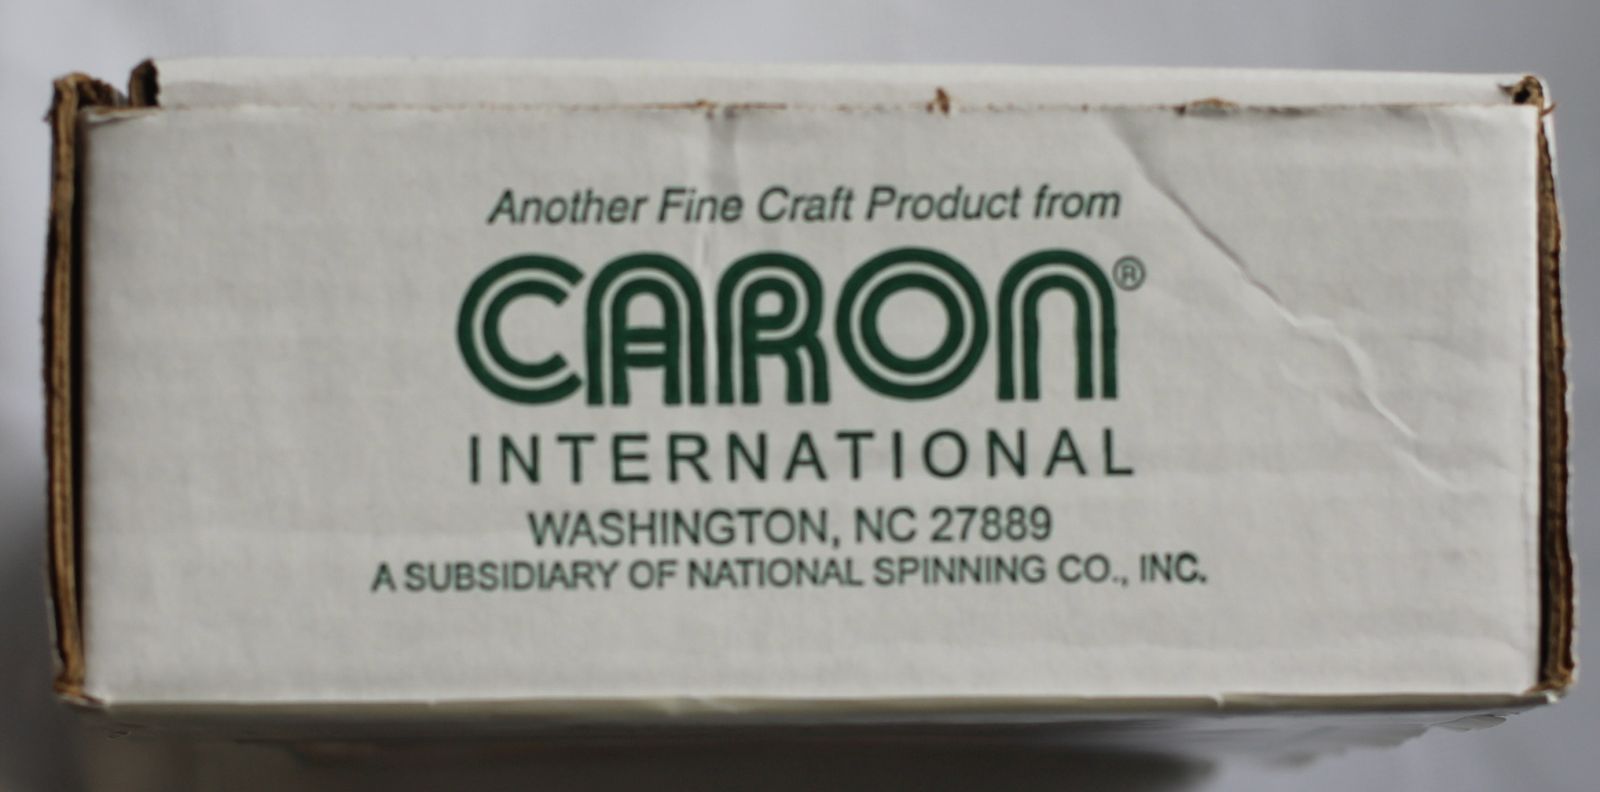 Another Fine Craft Product from
CARON®
INTERNATIONAL
WASHINGTON, NC 27889
A SUBSIDIARY OF NATIONAL SPINNING CO., INC.